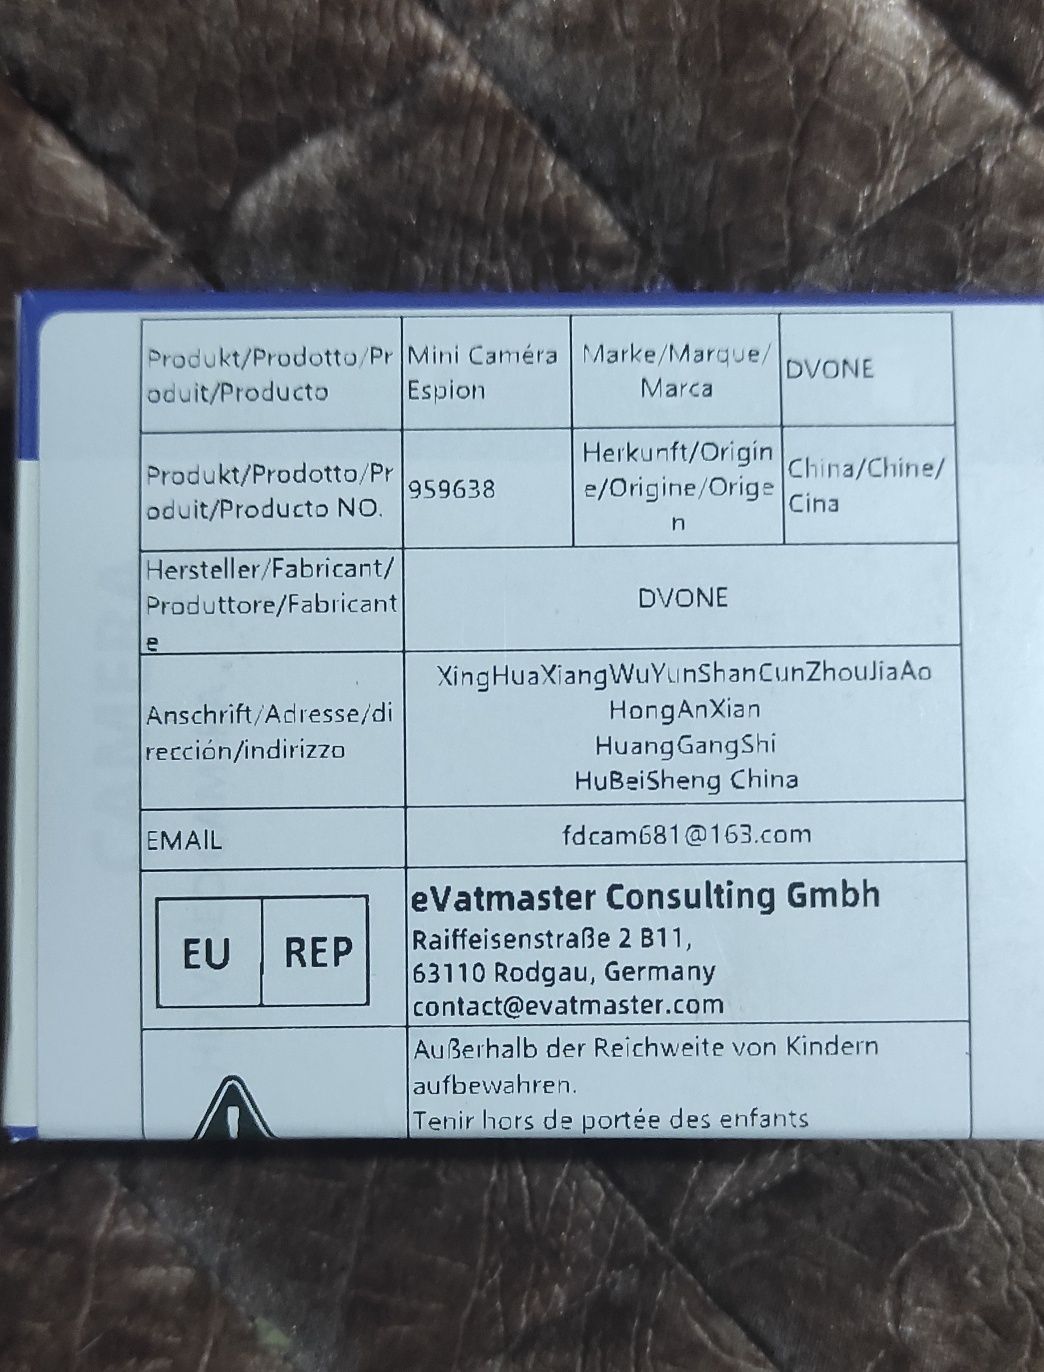 Produkt/Prodotto/Pr
oduit/Producto
Mini Caméra
Espion
Marke/Marque/
Marca
DVONE
Produkt/Prodotto/Pr
oduit/Producto NO.
959638
Herkunft/Origin
e/Origine/Orige
n
China/Chine/
Cina
Hersteller/Fabricant/
Produttore/Fabricant
e
DVONE
Anschrift/Adresse/di
rección/indirizzo
XingHuaXiangWuYunShanCunZhouJiaAo
HongAnXian
HuangGangShi
HuBeiSheng China
EMAIL
fdcam681@163.com
EU REP
eVatmaster Consulting Gmbh
Raiffeisenstraße 2 B11,
63110 Rodgau, Germany
contact@evatmaster.com
Außerhalb der Reichweite von Kindern
aufbewahren.
Tenir hors de portée des enfants